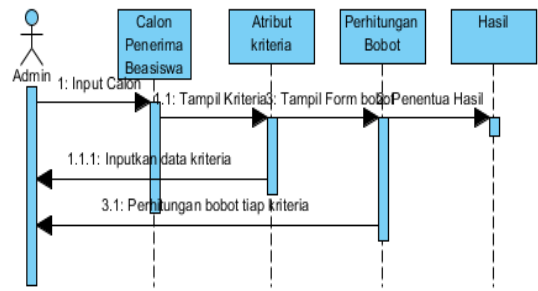 Calon
Penerima
Beasiswa
Atribut
kriteria
Perhitungan
Bobot
Hasil
Admin
1: Input Calon
1.1: Tampil Kriteria
3: Tampil Form bobot
Penentua Hasil
1.1.1: Inputkan data kriteria
3.1: Perhitungan bobot tiap kriteria